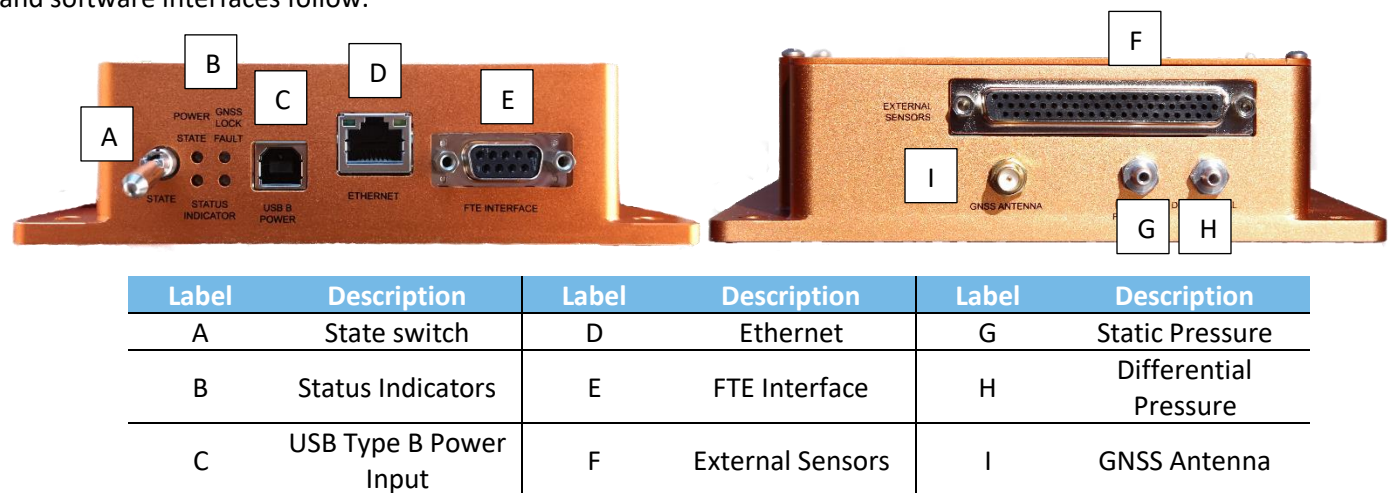 and software interfaces follow.
B
D
C
E
A
POWER GNSS
LOCK
STATE FAULT
STATE
STATUS
INDICATOR
USB B
POWER
ETHERNET
FTE INTERFACE
F
EXTERNAL
SENSORS
I
GNSS ANTENNA
G
H
Label Description Label Description Label Description
A State switch D Ethernet G Static Pressure
B Status Indicators E FTE Interface H Differential
Pressure
C USB Type B Power
Input F External Sensors I GNSS Antenna